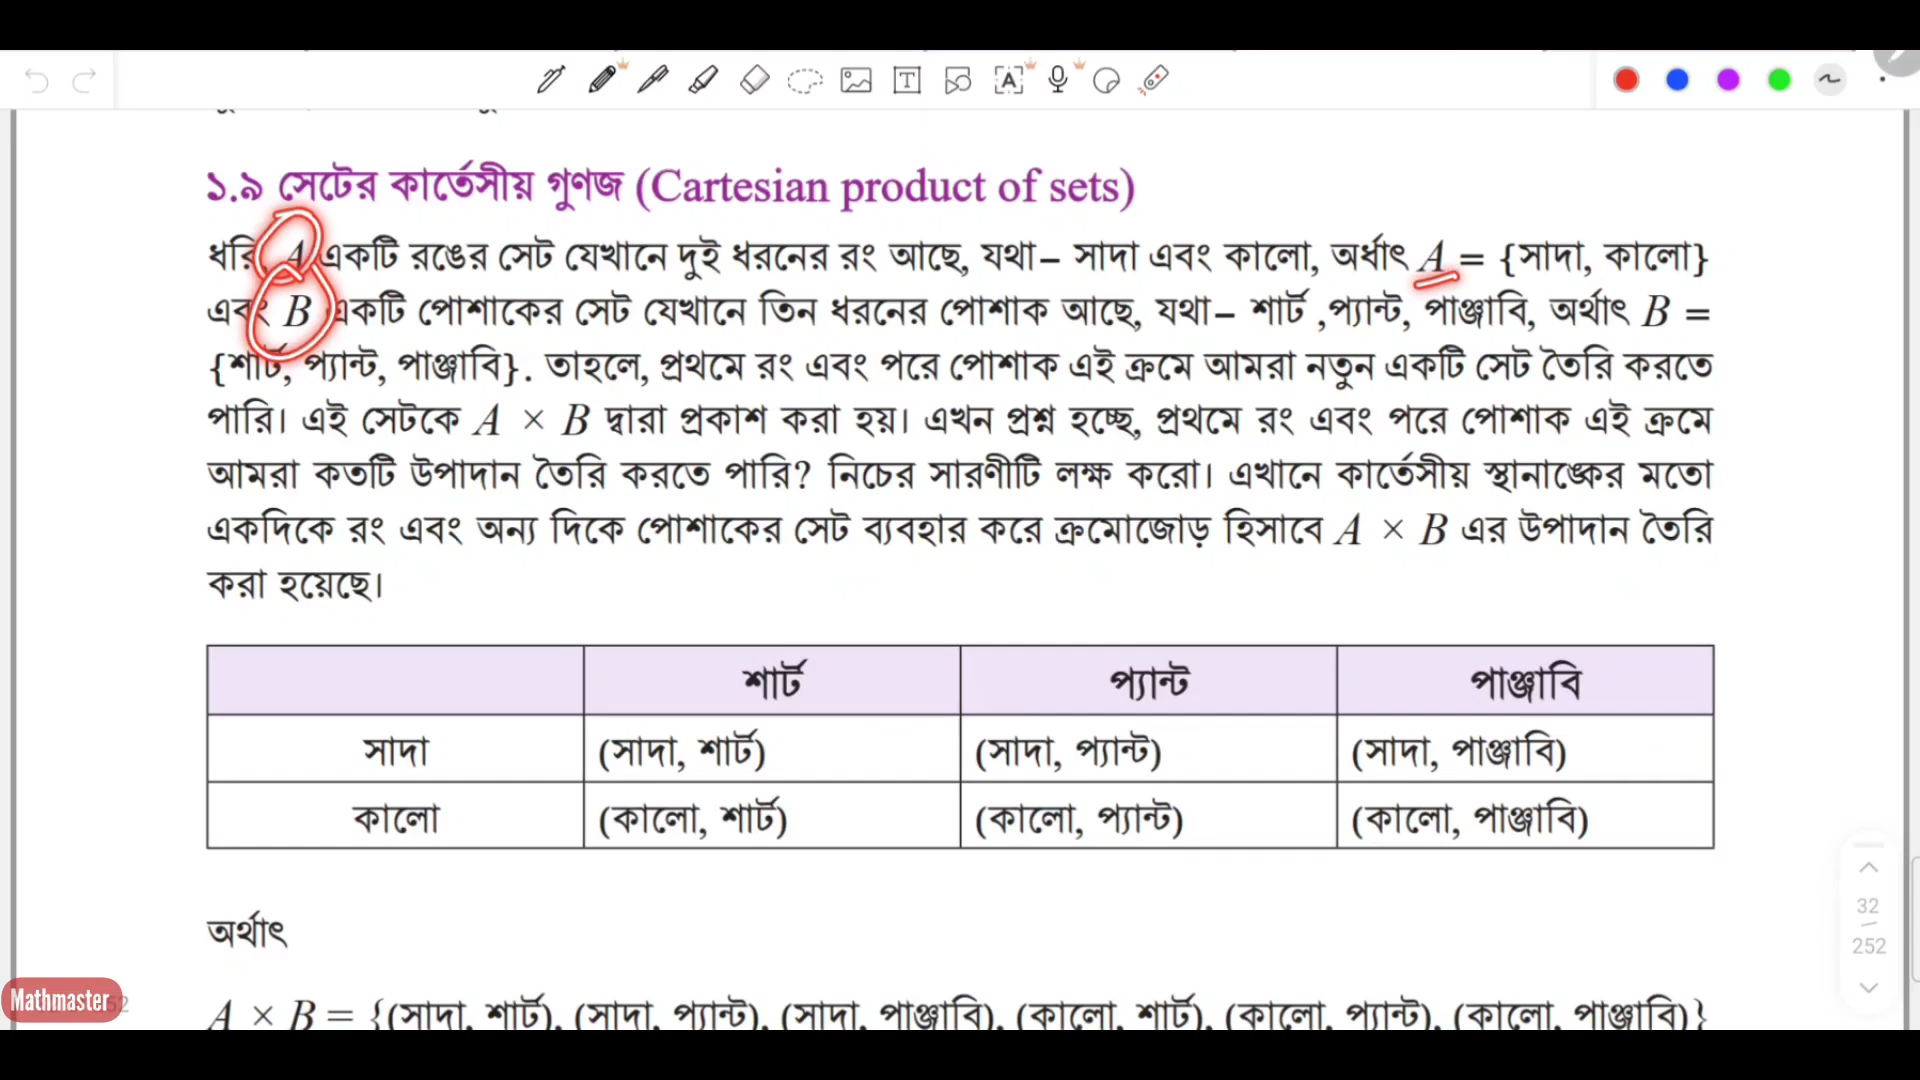 ১.৯ সেটের কার্তেসীয় গুণজ (Cartesian product of sets)
ধরি A একটি রঙের সেট যেখানে দুই ধরনের রং আছে, যথা– সাদা এবং কালো, অর্থাৎ A = {সাদা, কালো}
এবং B একটি পোশাকের সেট যেখানে তিন ধরনের পোশাক আছে, যথা– শার্ট ,প্যান্ট, পাঞ্জাবি, অর্থাৎ B =
{শার্ট, প্যান্ট, পাঞ্জাবি}. তাহলে, প্রথমে রং এবং পরে পোশাক এই ক্রমে আমরা নতুন একটি সেট তৈরি করতে
পারি। এই সেটকে A × B দ্বারা প্রকাশ করা হয়। এখন প্রশ্ন হচ্ছে, প্রথমে রং এবং পরে পোশাক এই ক্রমে
আমরা কতটি উপাদান তৈরি করতে পারি? নিচের সারণীটি লক্ষ করো। এখানে কার্তেসীয় স্থানাঙ্কের মতো
একদিকে রং এবং অন্য দিকে পোশাকের সেট ব্যবহার করে ক্রমোজোড় হিসাবে A × B এর উপাদান তৈরি
করা হয়েছে।
শার্ট প্যান্ট পাঞ্জাবি
সাদা (সাদা, শার্ট) (সাদা, প্যান্ট) (সাদা, পাঞ্জাবি)
কালো (কালো, শার্ট) (কালো, প্যান্ট) (কালো, পাঞ্জাবি)
32
252
অর্থাৎ
Mathmaster
A × B = {(সাদা, শার্ট), (সাদা, প্যান্ট), (সাদা, পাঞ্জাবি), (কালো, শার্ট), (কালো, প্যান্ট), (কালো, পাঞ্জাবি)}